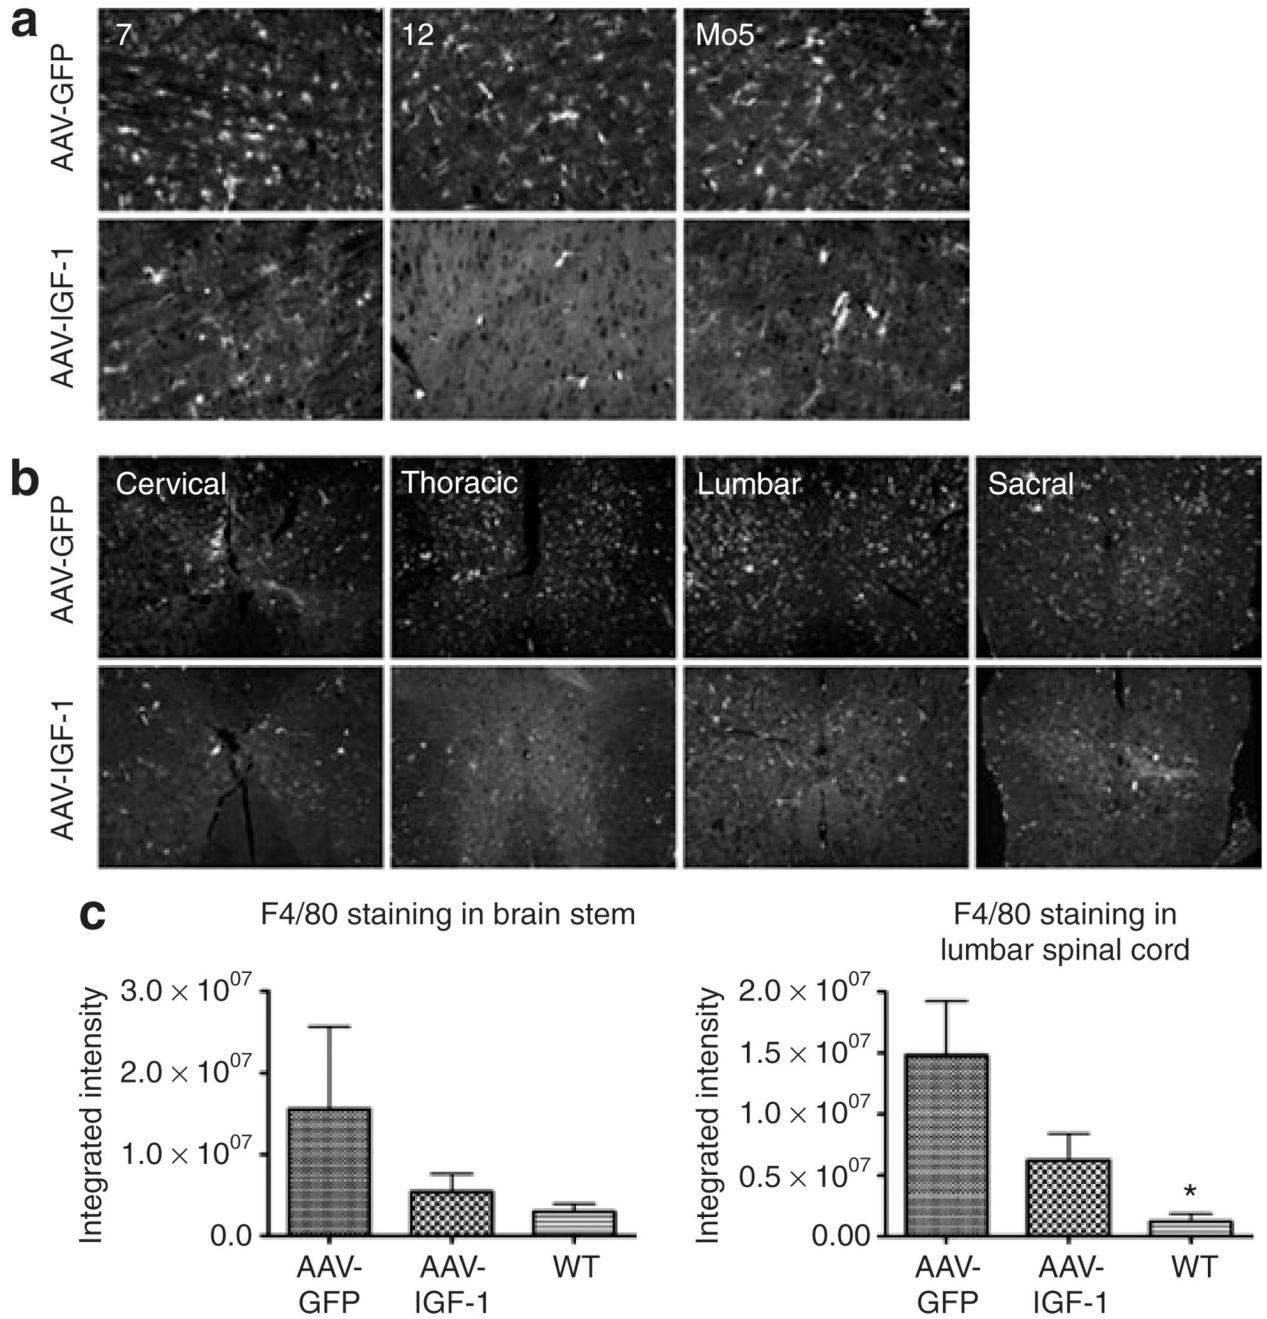 a
AAV-GFP
7
12
Mo5
AAV-IGF-1
b
AAV-GFP
Cervical
Thoracic
Lumbar
Sacral
AAV-IGF-1
c
F4/80 staining in brain stem
Integrated intensity
3.0 × 10^07
2.0 × 10^07
1.0 × 10^07
0.0
AAV-
GFP
AAV-
IGF-1
WT
F4/80 staining in
lumbar spinal cord
Integrated intensity
2.0 × 10^07
1.5 × 10^07
1.0 × 10^07
0.5 × 10^07
0.00
*
AAV-
GFP
AAV-
IGF-1
WT